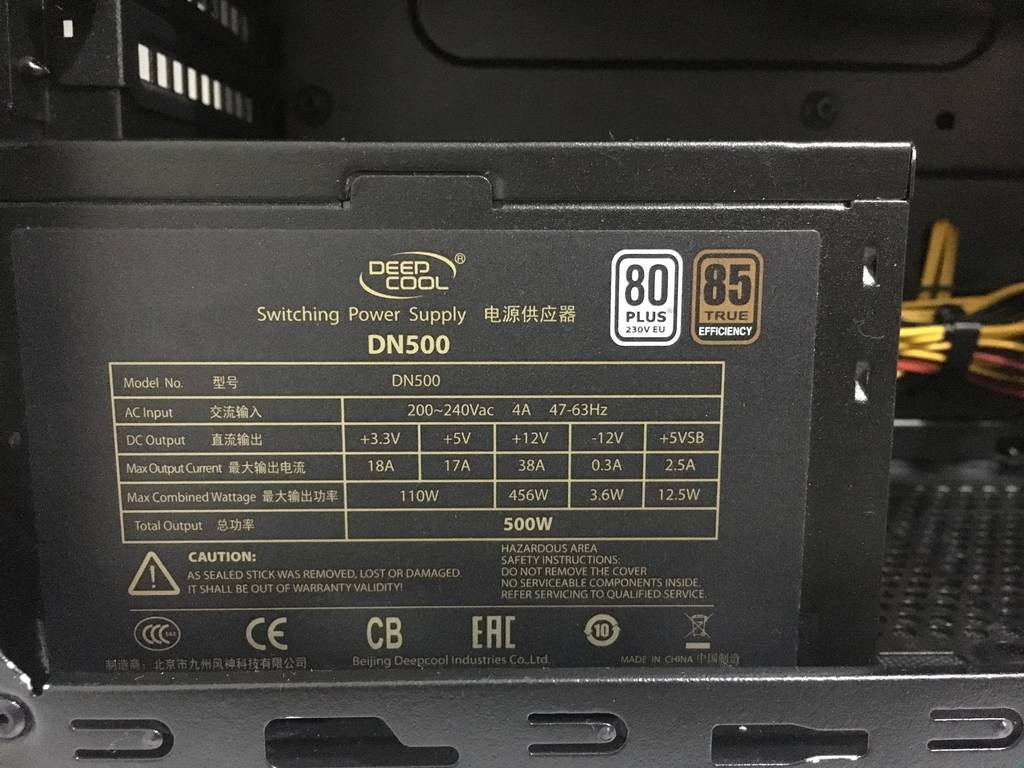 DEEP
COOL®
Switching Power Supply 电源供应器
DN500
80
PLUS®
230V EU
85
TRUE
EFFICIENCY
Model No. 型号 DN500
AC Input 交流输入 200~240Vac 4A 47-63Hz
DC Output 直流输出 +3.3V +5V +12V -12V +5VSB
Max Output Current 最大输出电流 18A 17A 38A 0.3A 2.5A
Max Combined Wattage 最大输出功率 110W 456W 3.6W 12.5W
Total Output 总功率 500W
CAUTION:
AS SEALED STICK WAS REMOVED, LOST OR DAMAGED.
IT SHALL BE OUT OF WARRANTY VALIDITY!
HAZARDOUS AREA
SAFETY INSTRUCTIONS:
DO NOT REMOVE THE COVER
NO SERVICEABLE COMPONENTS INSIDE.
REFER SERVICING TO QUALIFIED SERVICE.
CCC CE CB EAC 10
制造商：北京市九州风神科技有限公司 Beijing Deepcool Industries Co.,Ltd. MADE IN CHINA 中国制造